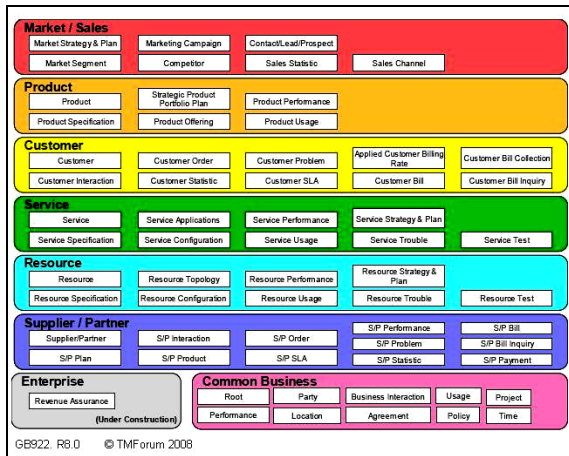 Market / Sales
Market Strategy & Plan Marketing Campaign Contact/Lead/Prospect
Market Segment Competitor Sales Statistic Sales Channel
Product
Product Strategic Product Portfolio Plan Product Performance
Product Specification Product Offering Product Usage
Customer
Customer Customer Order Customer Problem Applied Customer Billing Rate Customer Bill Collection
Customer Interaction Customer Statistic Customer SLA Customer Bill Customer Bill Inquiry
Service
Service Service Applications Service Performance Service Strategy & Plan
Service Specification Service Configuration Service Usage Service Trouble Service Test
Resource
Resource Resource Topology Resource Performance Resource Strategy & Plan
Resource Specification Resource Configuration Resource Usage Resource Trouble Resource Test
Supplier / Partner
Supplier/Partner S/P Interaction S/P Order S/P Performance S/P Bill
S/P Problem S/P Bill Inquiry
S/P Plan S/P Product S/P SLA S/P Statistic S/P Payment
Enterprise
Revenue Assurance
(Under Construction)
Common Business
Root Party Business Interaction Usage Project
Performance Location Agreement Policy Time
GB922. R8.0 © TMForum 2008